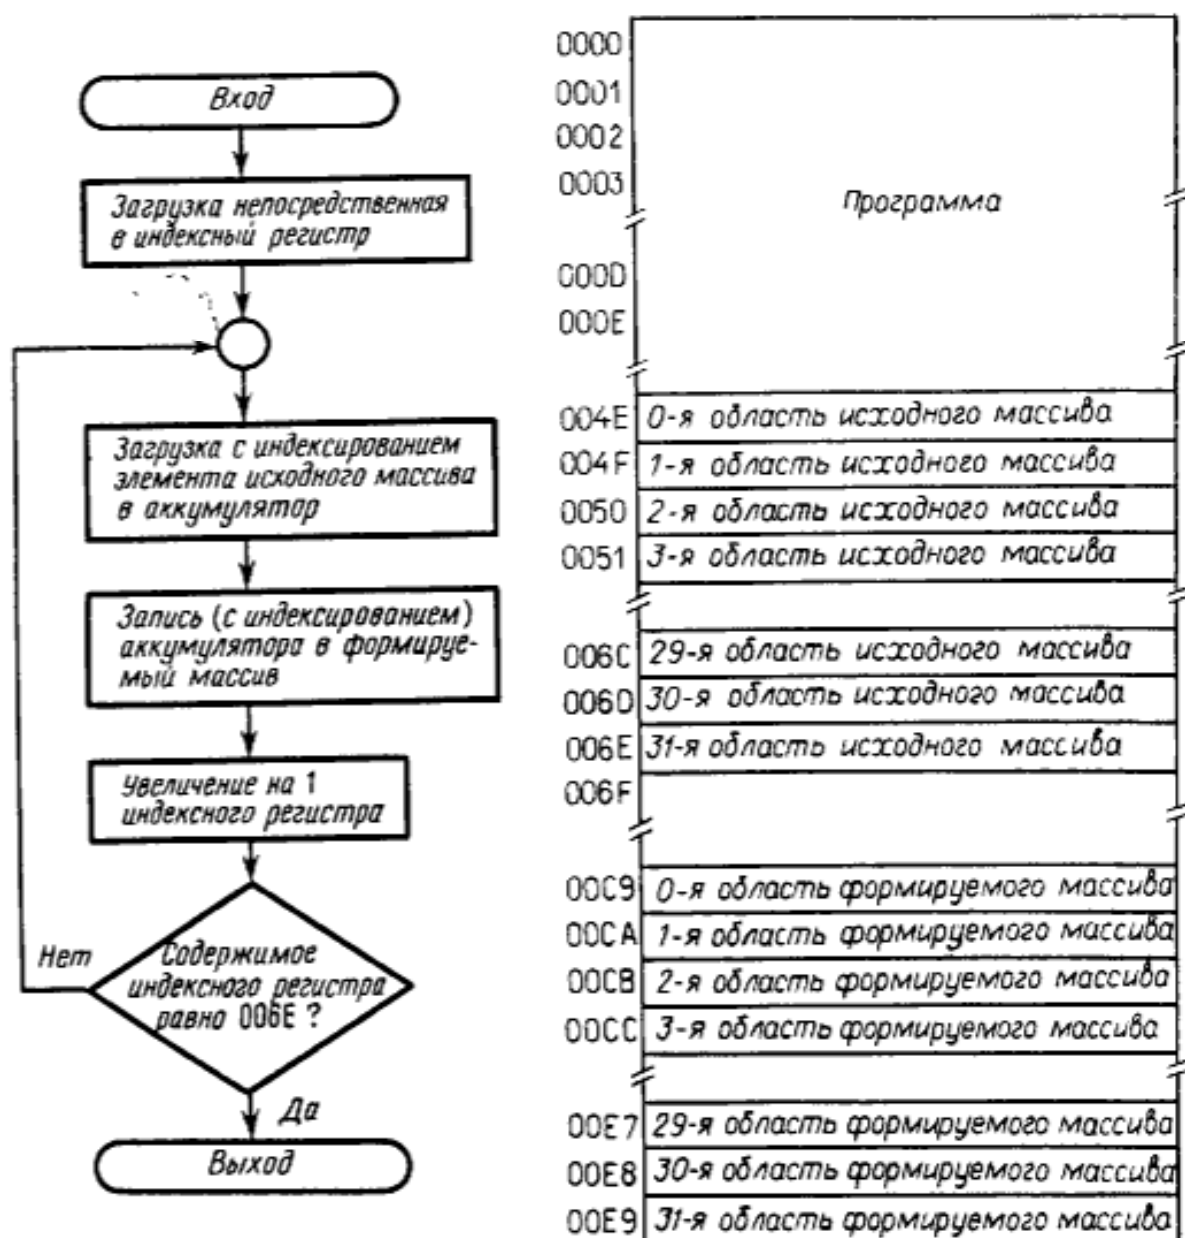 Вход
Загрузка непосредственная
в индексный регистр
Загрузка с индексированием
элемента исходного массива
в аккумулятор
Запись (с индексированием)
аккумулятора в формируе-
мый массив
Увеличение на 1
индексного регистра
Содержимое
индексного регистра
равно 006E ?
Нет
Да
Выход
0000
0001
0002
0003
Программа
000D
000E
004E 0-я область исходного массива
004F 1-я область исходного массива
0050 2-я область исходного массива
0051 3-я область исходного массива
006C 29-я область исходного массива
006D 30-я область исходного массива
006E 31-я область исходного массива
006F
00C9 0-я область формируемого массива
00CA 1-я область формируемого массива
00CB 2-я область формируемого массива
00CC 3-я область формируемого массива
00E7 29-я область формируемого массива
00E8 30-я область формируемого массива
00E9 31-я область формируемого массива